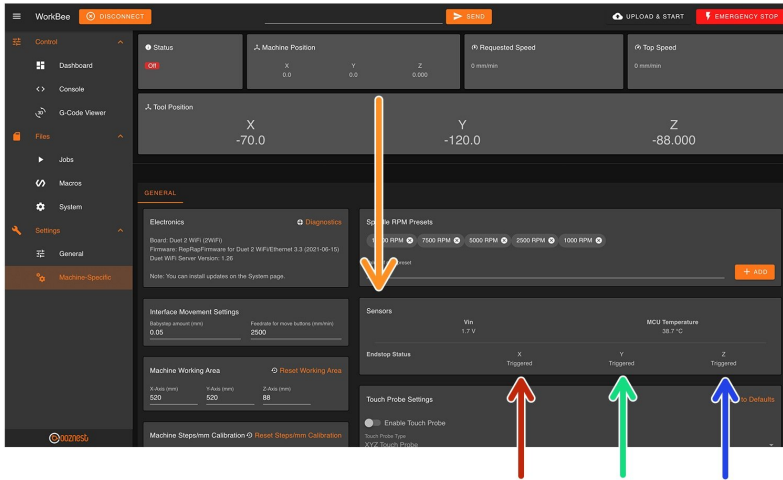 WorkBee
DISCONNECT
SEND
UPLOAD & START
EMERGENCY STOP
Control
Dashboard
Console
G-Code Viewer
Files
Jobs
Macros
System
Settings
General
Machine-Specific
ooznest
Status
Off
Machine Position
X Y Z
0.0 0.0 0.000
Requested Speed
0 mm/min
Top Speed
0 mm/min
Tool Position
X Y Z
-70.0 -120.0 -88.000
GENERAL
Electronics
Diagnostics
Board: Duet 2 WiFi (2WiFi)
Firmware: RepRapFirmware for Duet 2 WiFi/Ethernet 3.3 (2021-06-15)
Duet WiFi Server Version: 1.26
Note: You can install updates on the System page.
Interface Movement Settings
Babystep amount (mm) Feedrate for move buttons (mm/min)
0.05 2500
Machine Working Area
Reset Working Area
X-Axis (mm) Y-Axis (mm) Z-Axis (mm)
520 520 88
Machine Steps/mm Calibration
Reset Steps/mm Calibration
RPM Presets
RPM 7500 RPM 5000 RPM 2500 RPM 1000 RPM
ADD
Sensors
Vin MCU Temperature
1.7 V 38.7 °C
Endstop Status X Y Z
Triggered Triggered Triggered
Touch Probe Settings
to Defaults
Enable Touch Probe
Touch Probe Type
XYZ Touch Probe